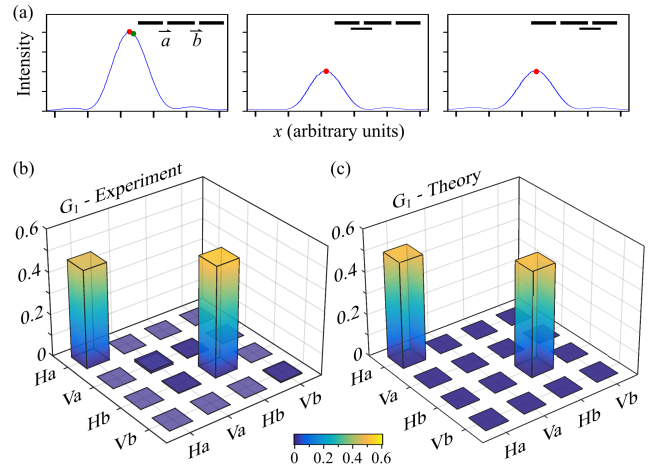 (a)
Intensity
a b
x (arbitrary units)
(b)
(c)
G1 - Experiment
G1 - Theory
0.6
0.4
0.2
0
0.6
0.4
0.2
0
Ha
Va
Hb
Vb
Ha
Va
Hb
Vb
Ha
Va
Hb
Vb
Ha
Va
Hb
Vb
0 0.2 0.4 0.6